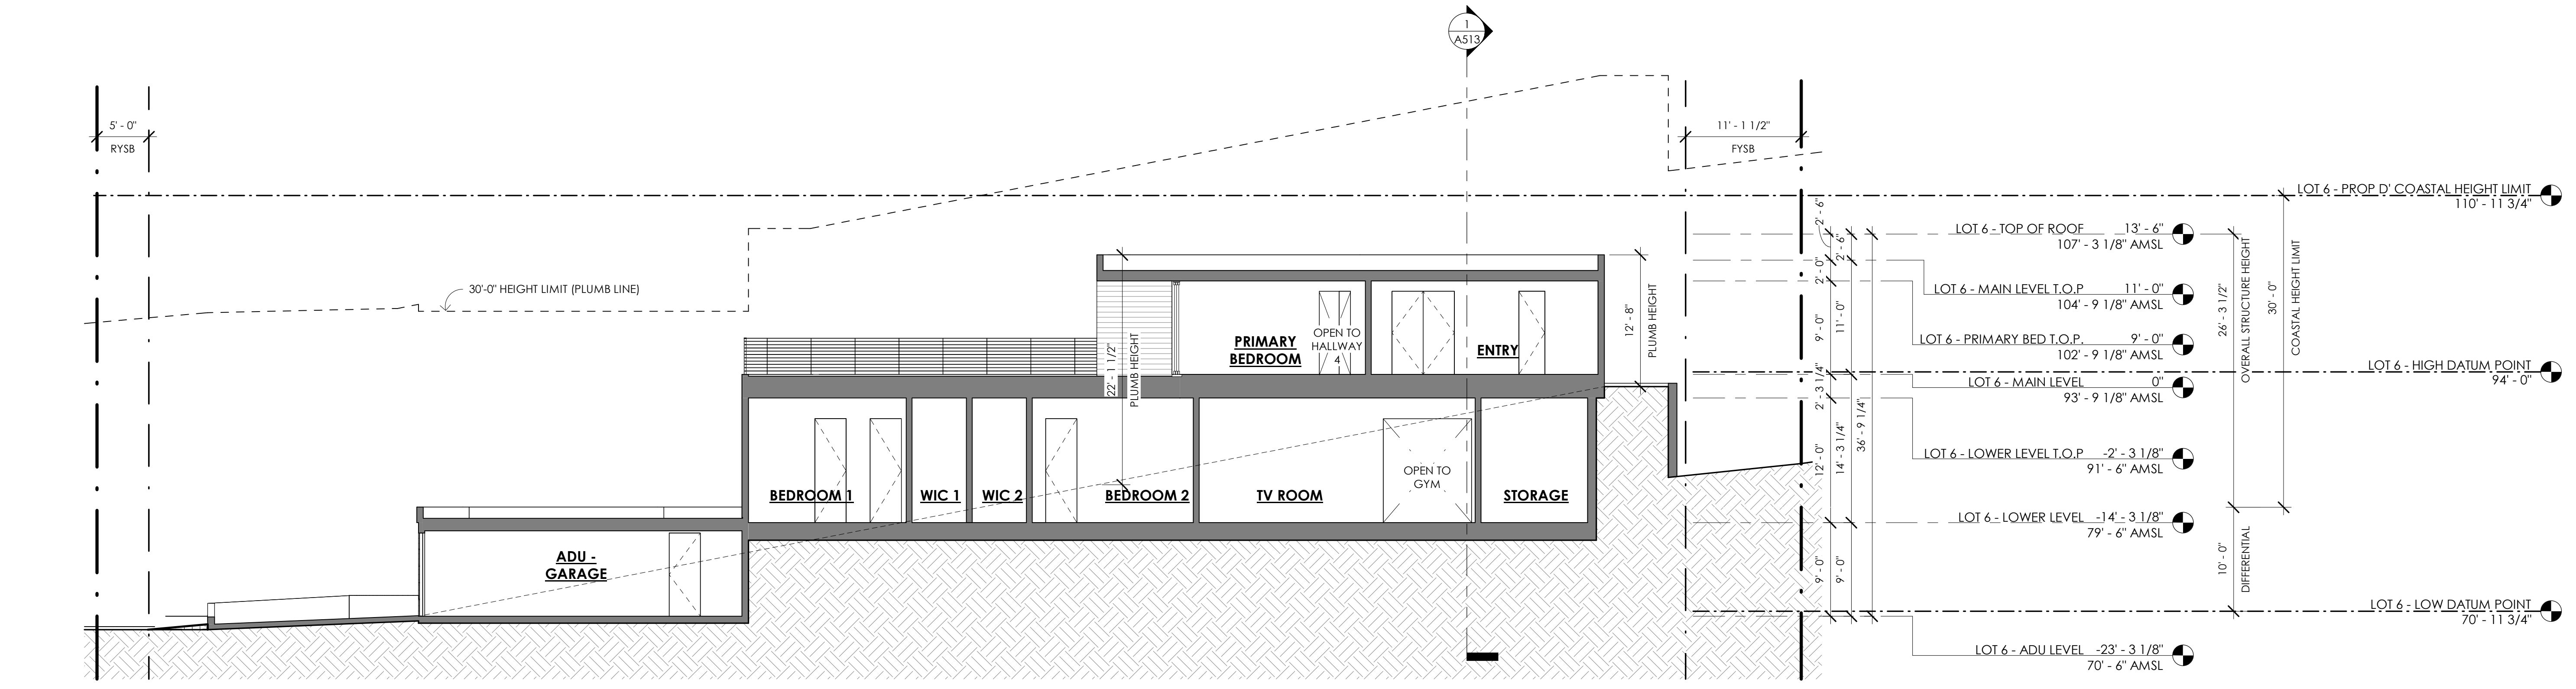 1
A513
5' - 0"
RYSB
11' - 1 1/2"
FYSB
LOT 6 - PROP D' COASTAL HEIGHT LIMIT
110' - 11 3/4"
2' - 6"
2' - 6"
LOT 6 - TOP OF ROOF 13' - 6"
107' - 3 1/8" AMSL
30'-0" HEIGHT LIMIT (PLUMB LINE)
2' - 0"
LOT 6 - MAIN LEVEL T.O.P 11' - 0"
104' - 9 1/8" AMSL
12' - 8"
PLUMB HEIGHT
9' - 0"
11' - 0"
26' - 3 1/2"
OVERALL STRUCTURE HEIGHT
30' - 0"
COASTAL HEIGHT LIMIT
OPEN TO
HALLWAY
4
PRIMARY
BEDROOM
ENTRY
LOT 6 - PRIMARY BED T.O.P. 9' - 0"
102' - 9 1/8" AMSL
22' - 1 1/2"
PLUMB HEIGHT
LOT 6 - HIGH DATUM POINT
94' - 0"
LOT 6 - MAIN LEVEL 0"
93' - 9 1/8" AMSL
2' - 3 1/4"
36' - 9 1/4"
12' - 0"
14' - 3 1/4"
LOT 6 - LOWER LEVEL T.O.P -2' - 3 1/8"
91' - 6" AMSL
OPEN TO
GYM
BEDROOM 1
WIC 1
WIC 2
BEDROOM 2
TV ROOM
STORAGE
LOT 6 - LOWER LEVEL -14' - 3 1/8"
79' - 6" AMSL
ADU -
GARAGE
9' - 0"
9' - 0"
10' - 0"
DIFFERENTIAL
LOT 6 - LOW DATUM POINT
70' - 11 3/4"
LOT 6 - ADU LEVEL -23' - 3 1/8"
70' - 6" AMSL